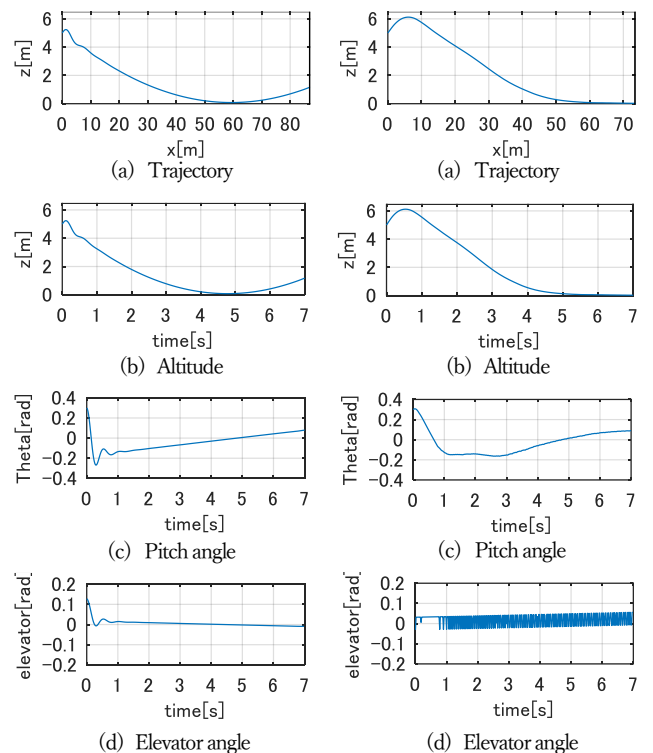 z[m]
6
4
2
0
0 10 20 30 40 50 60 70 80
x[m]
(a) Trajectory
z[m]
6
4
2
0
0 10 20 30 40 50 60 70
x[m]
(a) Trajectory
z[m]
6
4
2
0
0 1 2 3 4 5 6 7
time[s]
(b) Altitude
z[m]
6
4
2
0
0 1 2 3 4 5 6 7
time[s]
(b) Altitude
Theta[rad]
0.4
0.2
0
-0.2
-0.4
0 1 2 3 4 5 6 7
time[s]
(c) Pitch angle
Theta[rad]
0.4
0.2
0
-0.2
-0.4
0 1 2 3 4 5 6 7
time[s]
(c) Pitch angle
elevator[rad]
0.2
0.1
0
-0.1
-0.2
0 1 2 3 4 5 6 7
time[s]
(d) Elevator angle
elevator[rad]
0.2
0.1
0
-0.1
-0.2
0 1 2 3 4 5 6 7
time[s]
(d) Elevator angle